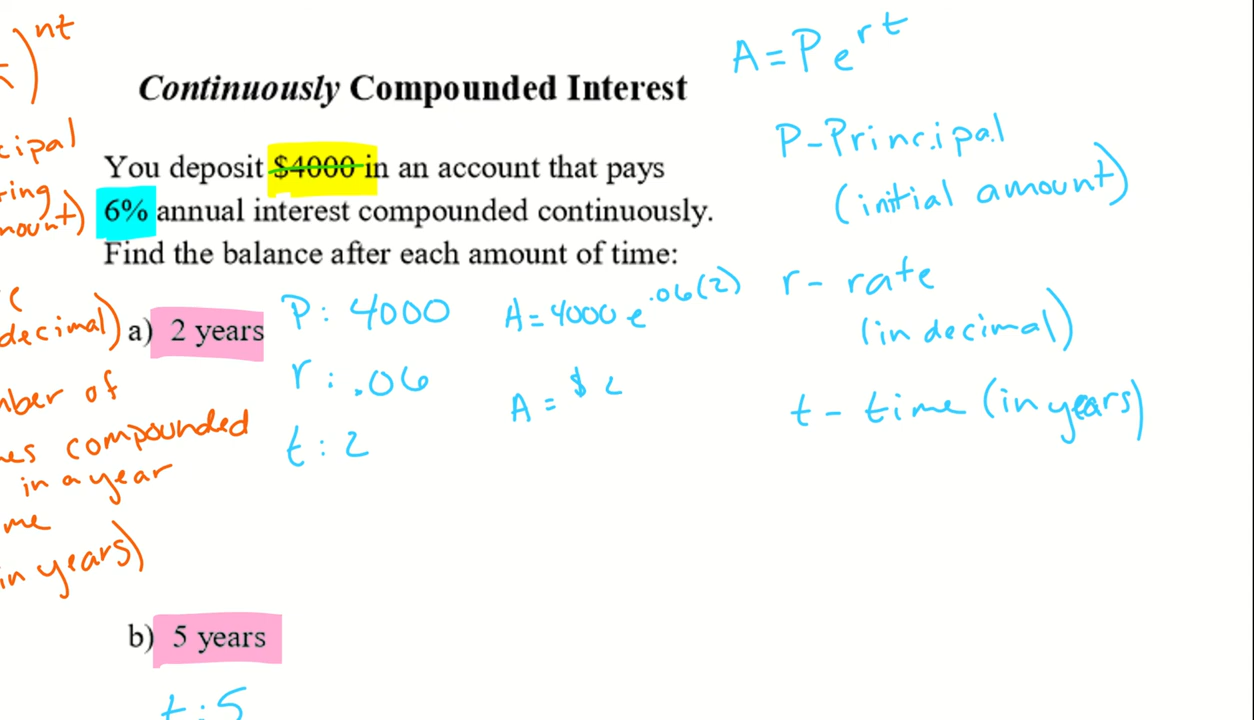 nt
)
cipal
ring
mount)
decimal)
mber of
mes compounded
in a year
me
in years)
Continuously Compounded Interest
You deposit $4000 in an account that pays
6% annual interest compounded continuously.
Find the balance after each amount of time:
a) 2 years
P: 4000
r: .06
t: 2
A=4000e^.06(2)
A = $
b) 5 years
t: 5
A=Pe^rt
P-Principal
(initial amount)
r- rate
(in decimal)
t- time (in years)